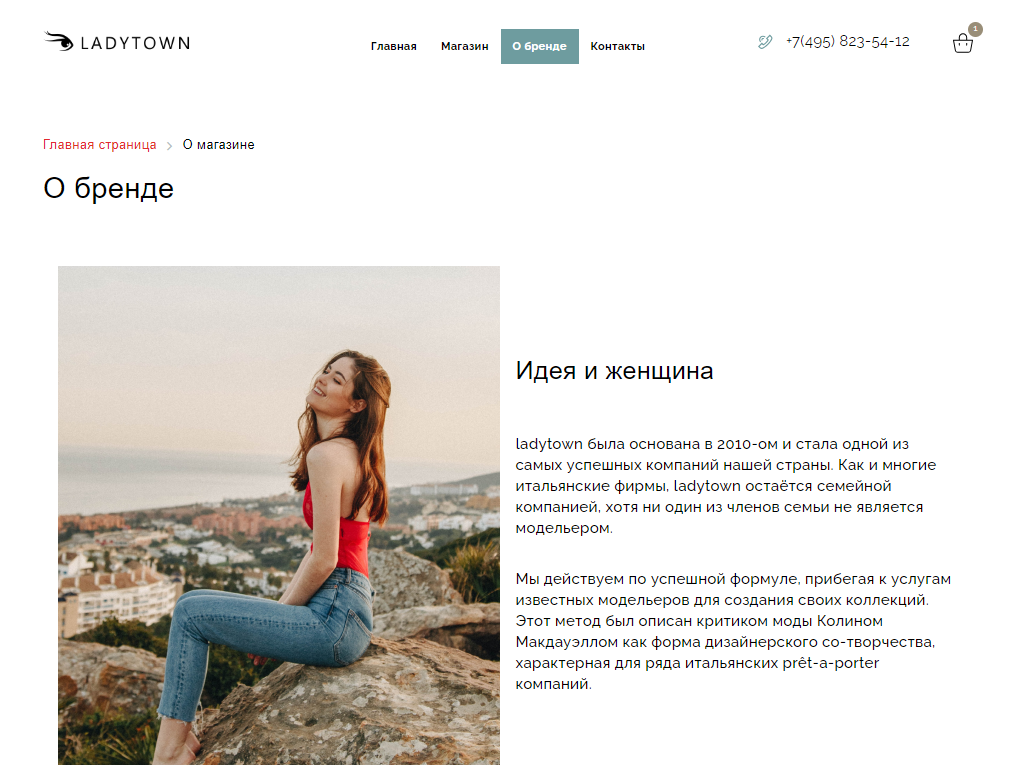 LADYTOWN
Главная Магазин О бренде Контакты
+7(495) 823-54-12
1
Главная страница > О магазине
О бренде
Идея и женщина
ladytown была основана в 2010-ом и стала одной из
самых успешных компаний нашей страны. Как и многие
итальянские фирмы, ladytown остаётся семейной
компанией, хотя ни один из членов семьи не является
модельером.
Мы действуем по успешной формуле, прибегая к услугам
известных модельеров для создания своих коллекций.
Этот метод был описан критиком моды Колином
Макдауэллом как форма дизайнерского со-творчества,
характерная для ряда итальянских prêt-a-porter
компаний.